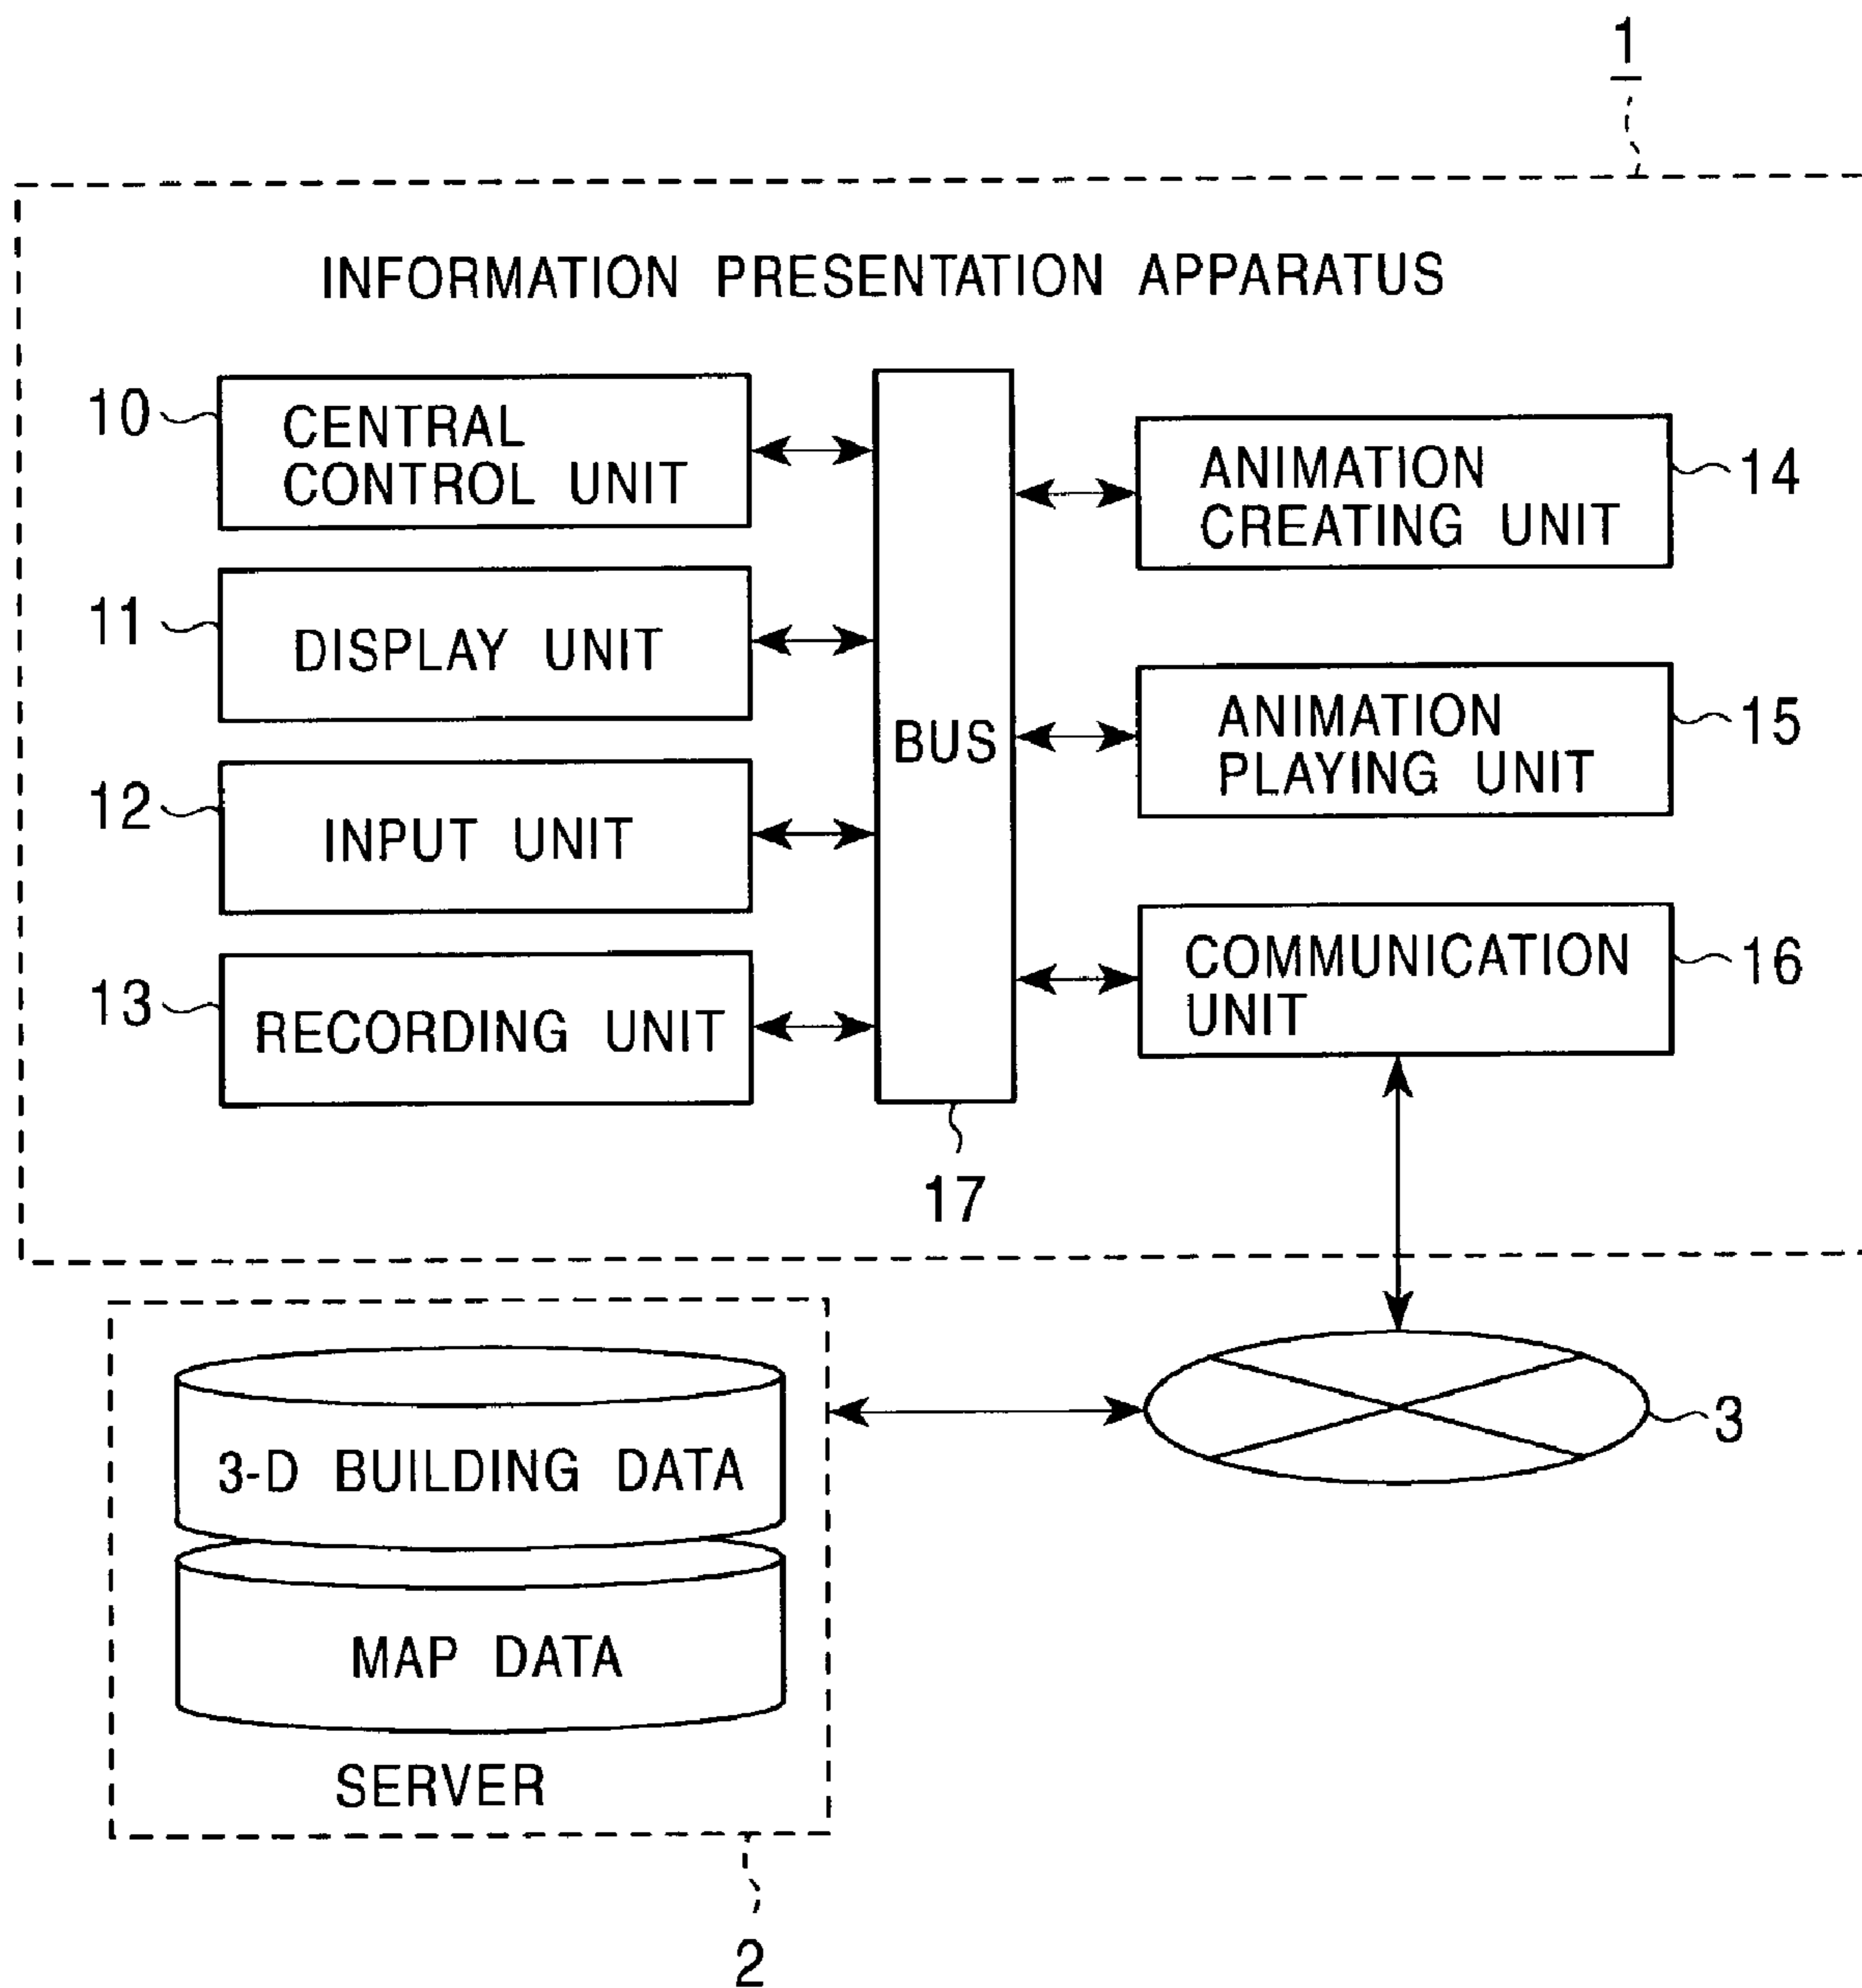 1
INFORMATION PRESENTATION APPARATUS
10
CENTRAL
CONTROL UNIT
11
DISPLAY UNIT
12
INPUT UNIT
13
RECORDING UNIT
BUS
17
ANIMATION
CREATING UNIT
14
ANIMATION
PLAYING UNIT
15
COMMUNICATION
UNIT
16
3
3-D BUILDING DATA
MAP DATA
SERVER
2